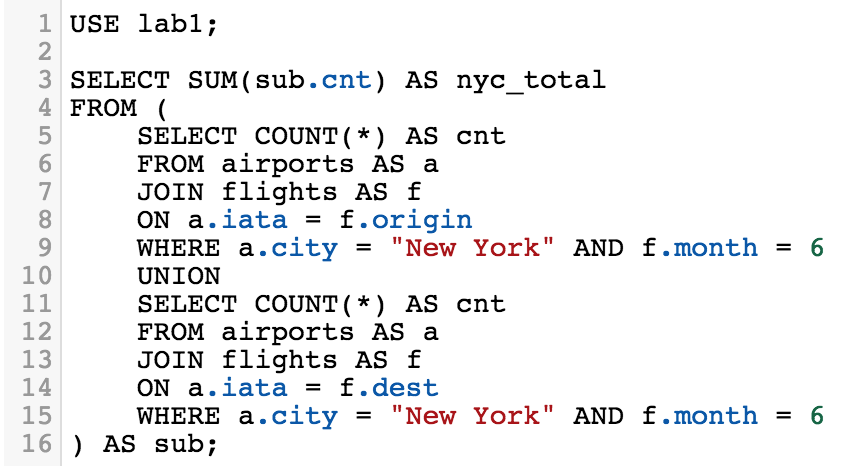 1 USE lab1;
2
3 SELECT SUM(sub.cnt) AS nyc_total
4 FROM (
5     SELECT COUNT(*) AS cnt
6     FROM airports AS a
7     JOIN flights AS f
8     ON a.iata = f.origin
9     WHERE a.city = "New York" AND f.month = 6
10     UNION
11     SELECT COUNT(*) AS cnt
12     FROM airports AS a
13     JOIN flights AS f
14     ON a.iata = f.dest
15     WHERE a.city = "New York" AND f.month = 6
16 ) AS sub;